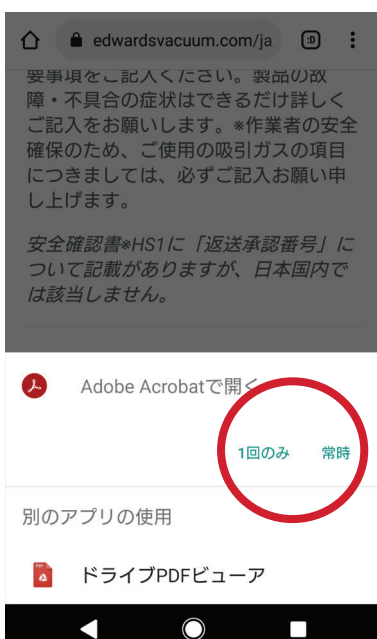 edwardsvacuum.com/ja
:D
要事項をご記入ください。製品の故
障・不具合の症状はできるだけ詳しく
ご記入をお願いします。※作業者の安全
確保のため、ご使用の吸引ガスの項目
につきましては、必ずご記入お願い申
し上げます。
安全確認書※HS1に「返送承認番号」に
ついて記載がありますが、日本国内で
は該当しません。
Adobe Acrobatで開く
1回のみ 常時
別のアプリの使用
PDF
ドライブPDFビューア